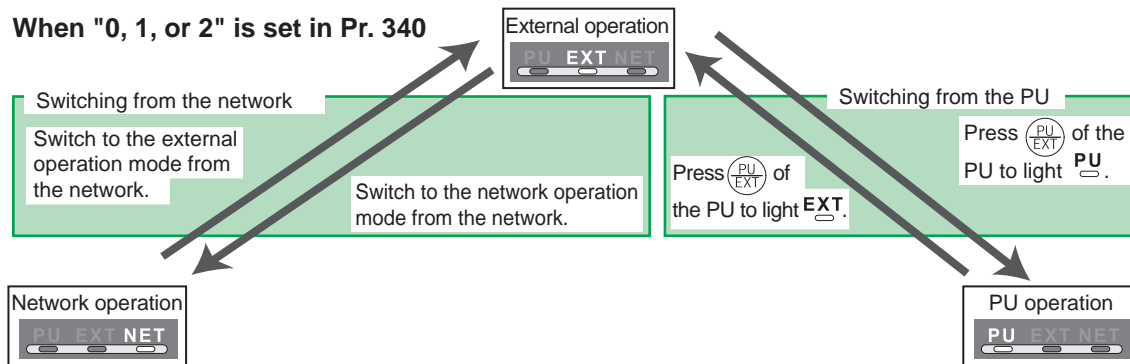 When "0, 1, or 2" is set in Pr. 340
External operation
PU EXT NET
Switching from the network
Switch to the external
operation mode from
the network.
Switch to the network operation
mode from the network.
Switching from the PU
Press PU/EXT of
the PU to light EXT.
Press PU/EXT of the
PU to light PU.
Network operation
PU EXT NET
PU operation
PU EXT NET